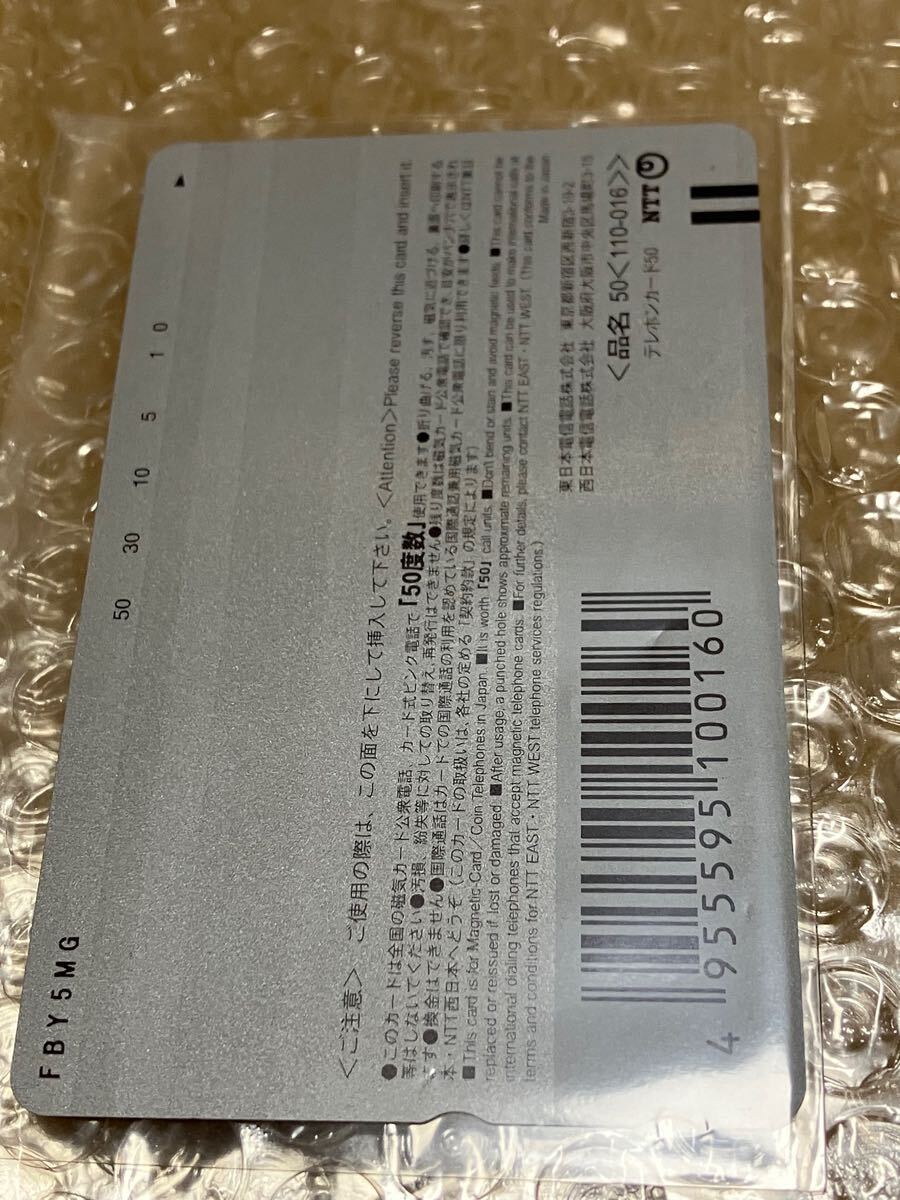 FBY5MG
50 30 10 5 1 0
＜ご注意＞ ご使用の際は、この面を下にして挿入して下さい。＜Attention＞Please reverse this card and insert it.
●このカードは全国の磁気カード公衆電話、カード式ピンク電話で「50度数」使用できます●折り曲げる、汚す、磁気に近づける、裏面へ印刷する
等はしないでください●汚損、紛失等に対しての取り替え、再発行はできません●残り度数は磁気カード公衆電話で確認でき、目安がパンチ穴で表示され
ます●換金はできません●国際通話はカードでの国際通話の利用を認めている国際通話兼用磁気カード公衆電話に限り利用できます●詳しくはNTT東日
本・NTT西日本へどうぞ（このカードの取扱いは、各社の定める「契約約款」の規定によります）
■This card is for Magnetic-Card／Coin Telephones in Japan. ■It is worth「50」call units. ■Don't bend or stain and avoid magnetic fields. ■This card cannot be
replaced or reissued if lost or damaged. ■After usage, a punched hole shows approximate remaining units. ■This card can be used to make international calls at
international dialing telephones that accept magnetic telephone cards. ■For further details, please contact NTT EAST・NTT WEST. (This card conforms to the
terms and conditions for NTT EAST・NTT WEST telephone services regulations.)
Made in Japan
東日本電信電話株式会社 東京都新宿区西新宿3-19-2
西日本電信電話株式会社 大阪府大阪市中央区馬場町3-15
＜品名 50＜110-016＞＞
テレホンカード50 NTT
4 955595 100160